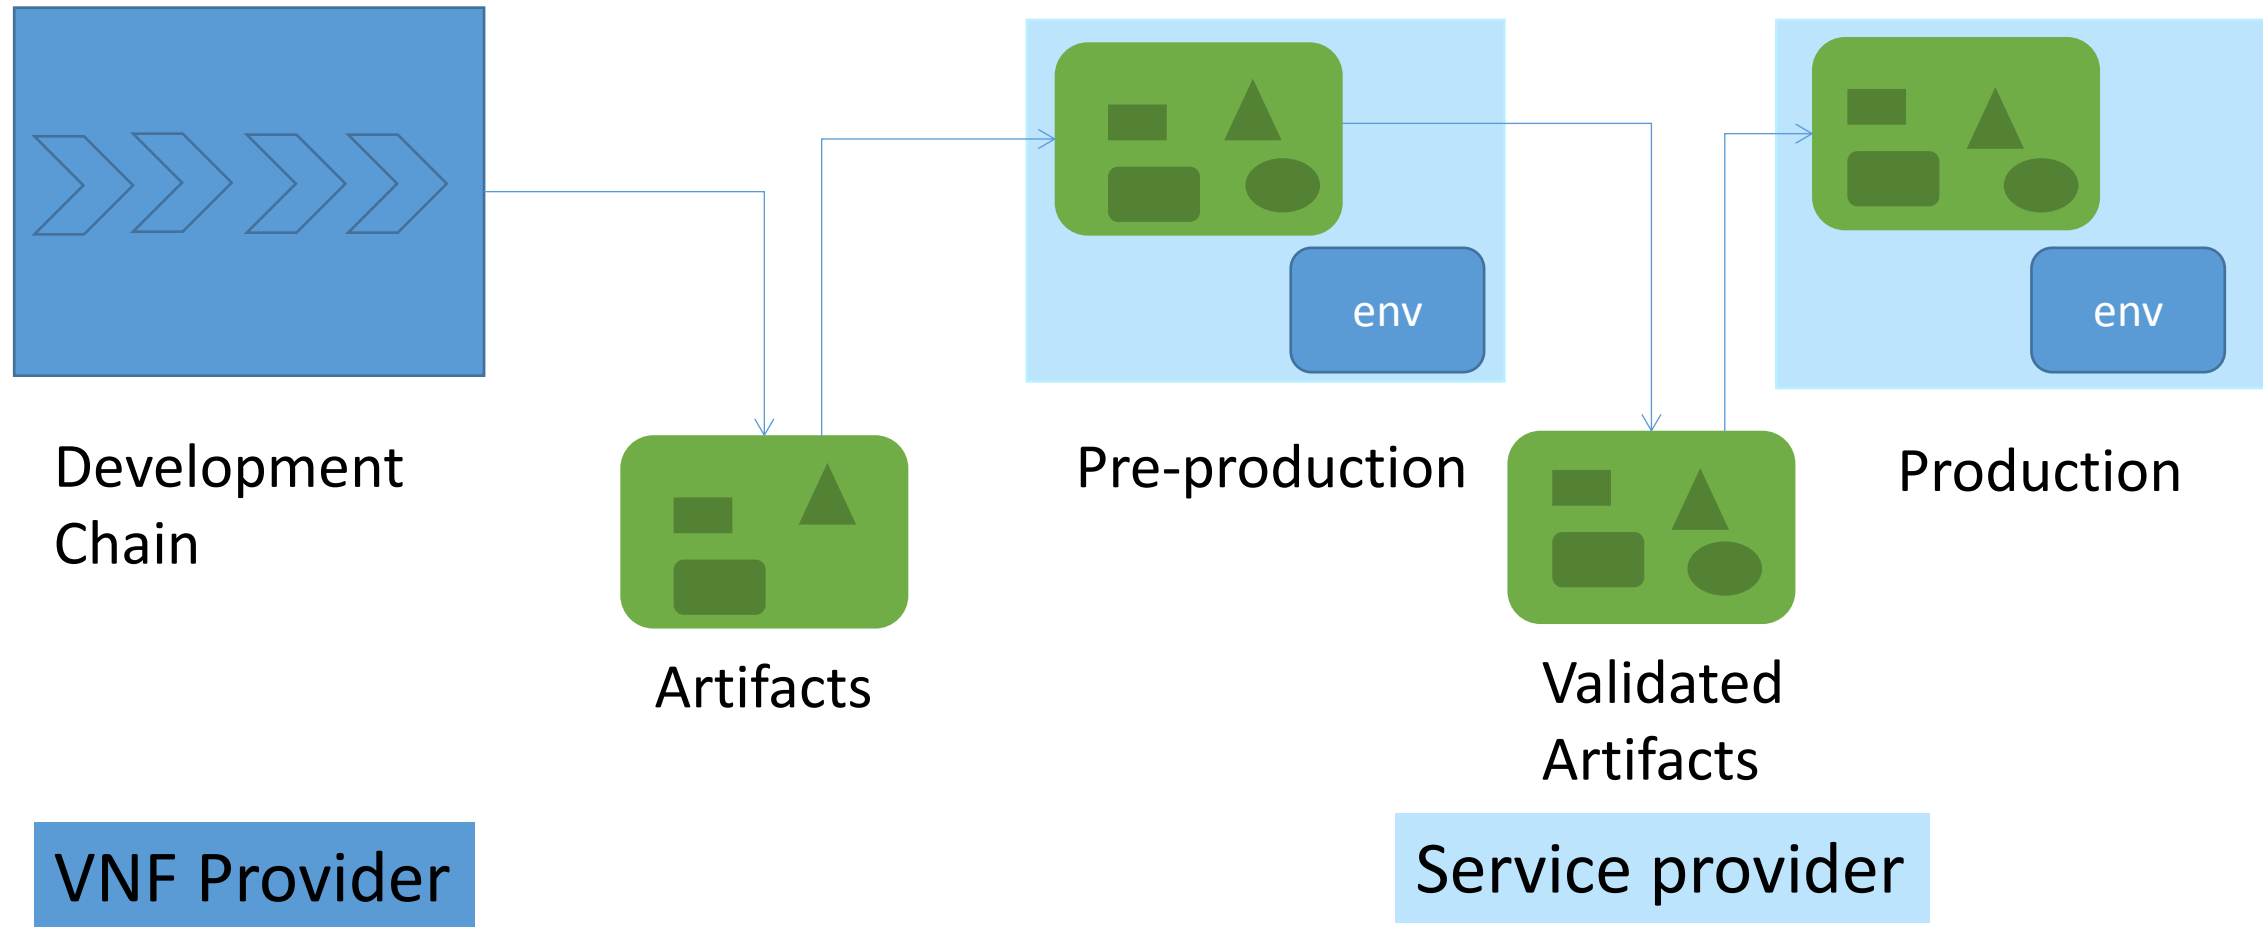 env
env
Development
Chain
Pre-production
Production
Artifacts
Validated
Artifacts
VNF Provider
Service provider